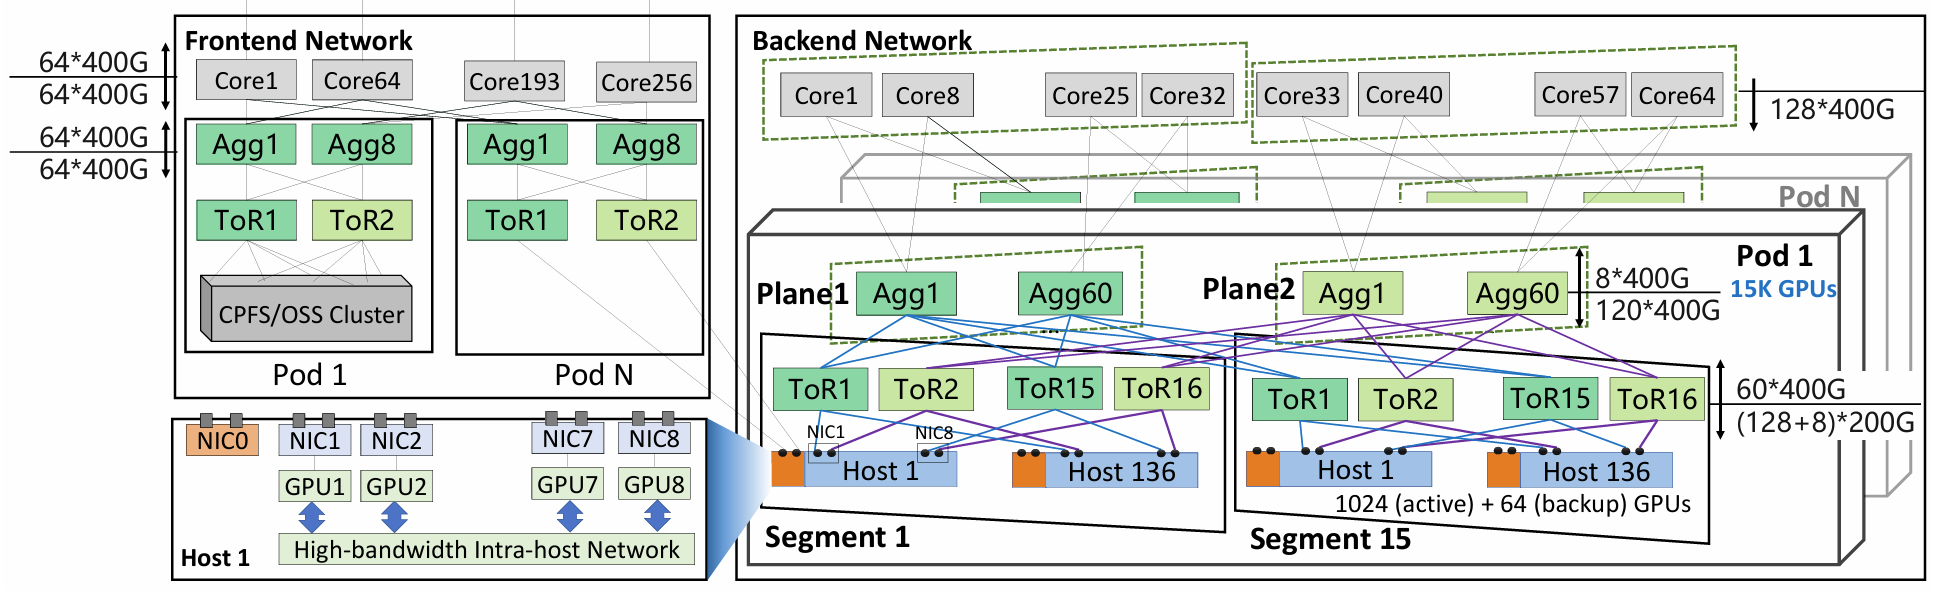 Frontend Network
64*400G
64*400G
Core1
Core64
Core193
Core256
64*400G
64*400G
Agg1
Agg8
Agg1
Agg8
ToR1
ToR2
ToR1
ToR2
CPFS/OSS Cluster
Pod 1
Pod N
NIC0
NIC1
NIC2
NIC7
NIC8
GPU1
GPU2
GPU7
GPU8
High-bandwidth Intra-host Network
Host 1
Backend Network
Core1
Core8
Core25
Core32
Core33
Core40
Core57
Core64
128*400G
Pod N
Pod 1
15K GPUs
Plane1
Agg1
Agg60
...
Plane2
Agg1
Agg60
8*400G
120*400G
ToR1
ToR2
ToR15
ToR16
NIC1
NIC8
Host 1
Host 136
Segment 1
ToR1
ToR2
ToR15
ToR16
60*400G
(128+8)*200G
Host 1
Host 136
1024 (active) + 64 (backup) GPUs
Segment 15